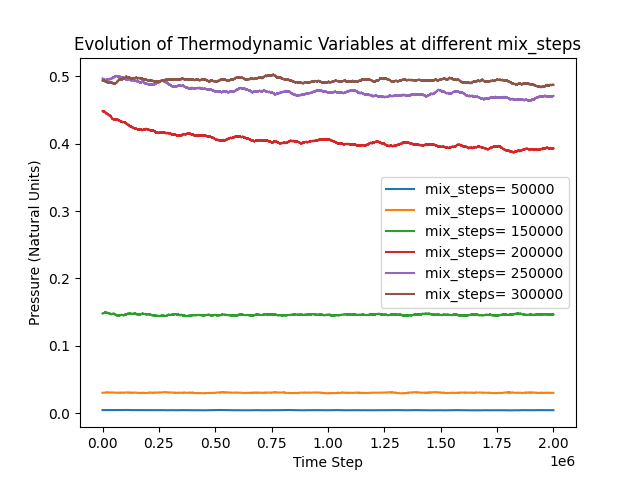 Evolution of Thermodynamic Variables at different mix_steps
Pressure (Natural Units)
0.5
0.4
0.3
0.2
0.1
0.0
mix_steps= 50000
mix_steps= 100000
mix_steps= 150000
mix_steps= 200000
mix_steps= 250000
mix_steps= 300000
0.00 0.25 0.50 0.75 1.00 1.25 1.50 1.75 2.00
1e6
Time Step